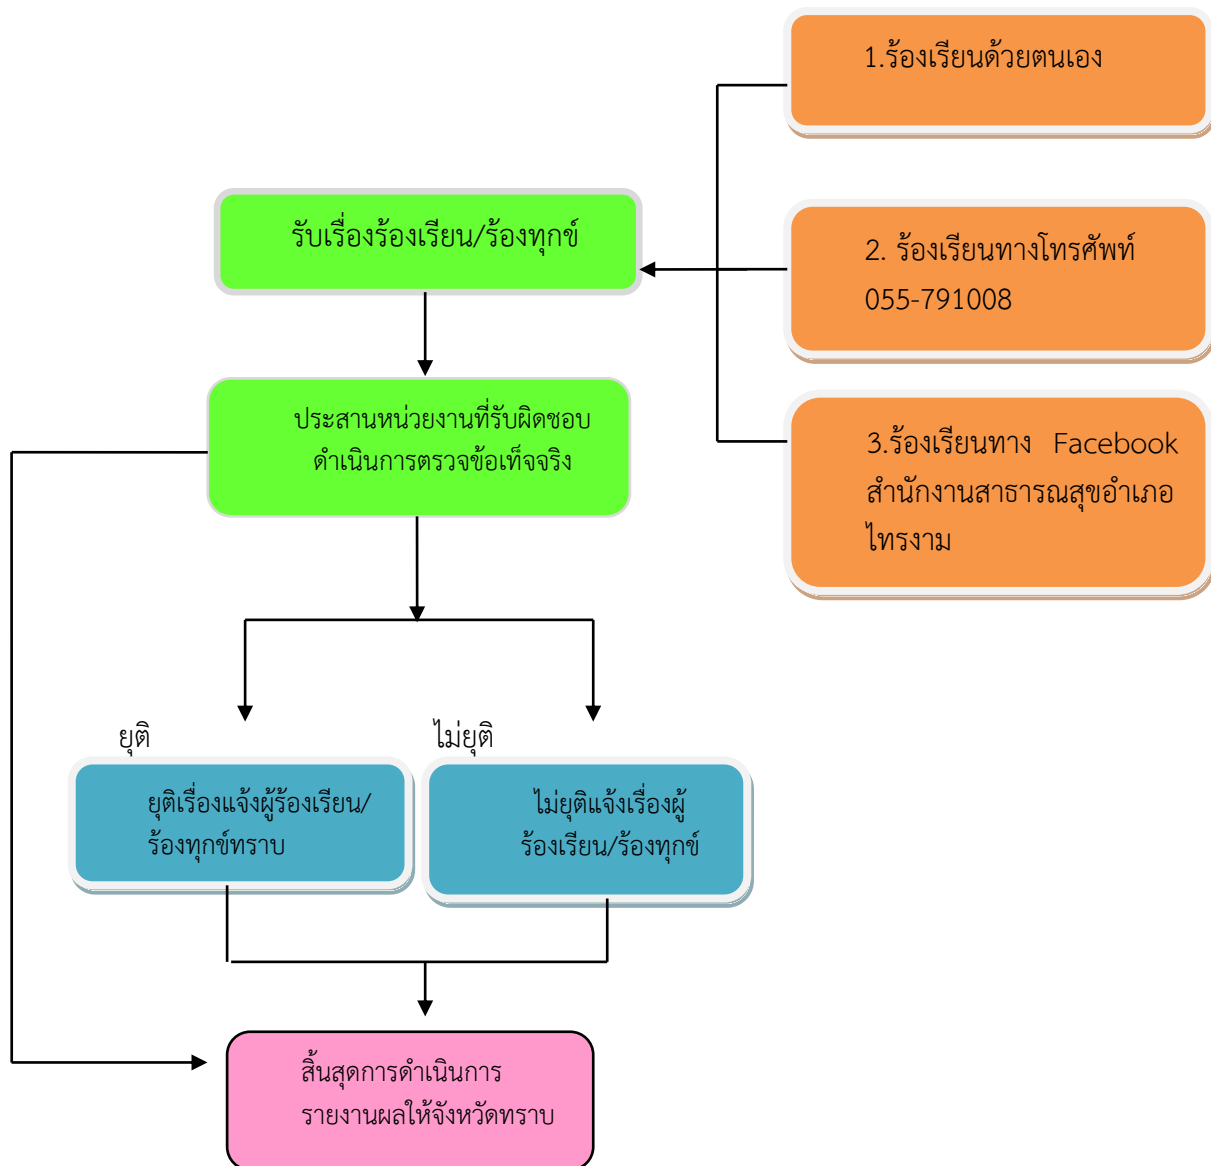 1.ร้องเรียนด้วยตนเอง
รับเรื่องร้องเรียน/ร้องทุกข์
2. ร้องเรียนทางโทรศัพท์
055-791008
ประสานหน่วยงานที่รับผิดชอบ
ดำเนินการตรวจข้อเท็จจริง
3.ร้องเรียนทาง Facebook
สำนักงานสาธารณสุขอำเภอ
ไทรงาม
ยุติ
ไม่ยุติ
ยุติเรื่องแจ้งผู้ร้องเรียน/
ร้องทุกข์ทราบ
ไม่ยุติแจ้งเรื่องผู้
ร้องเรียน/ร้องทุกข์
สิ้นสุดการดำเนินการ
รายงานผลให้จังหวัดทราบ